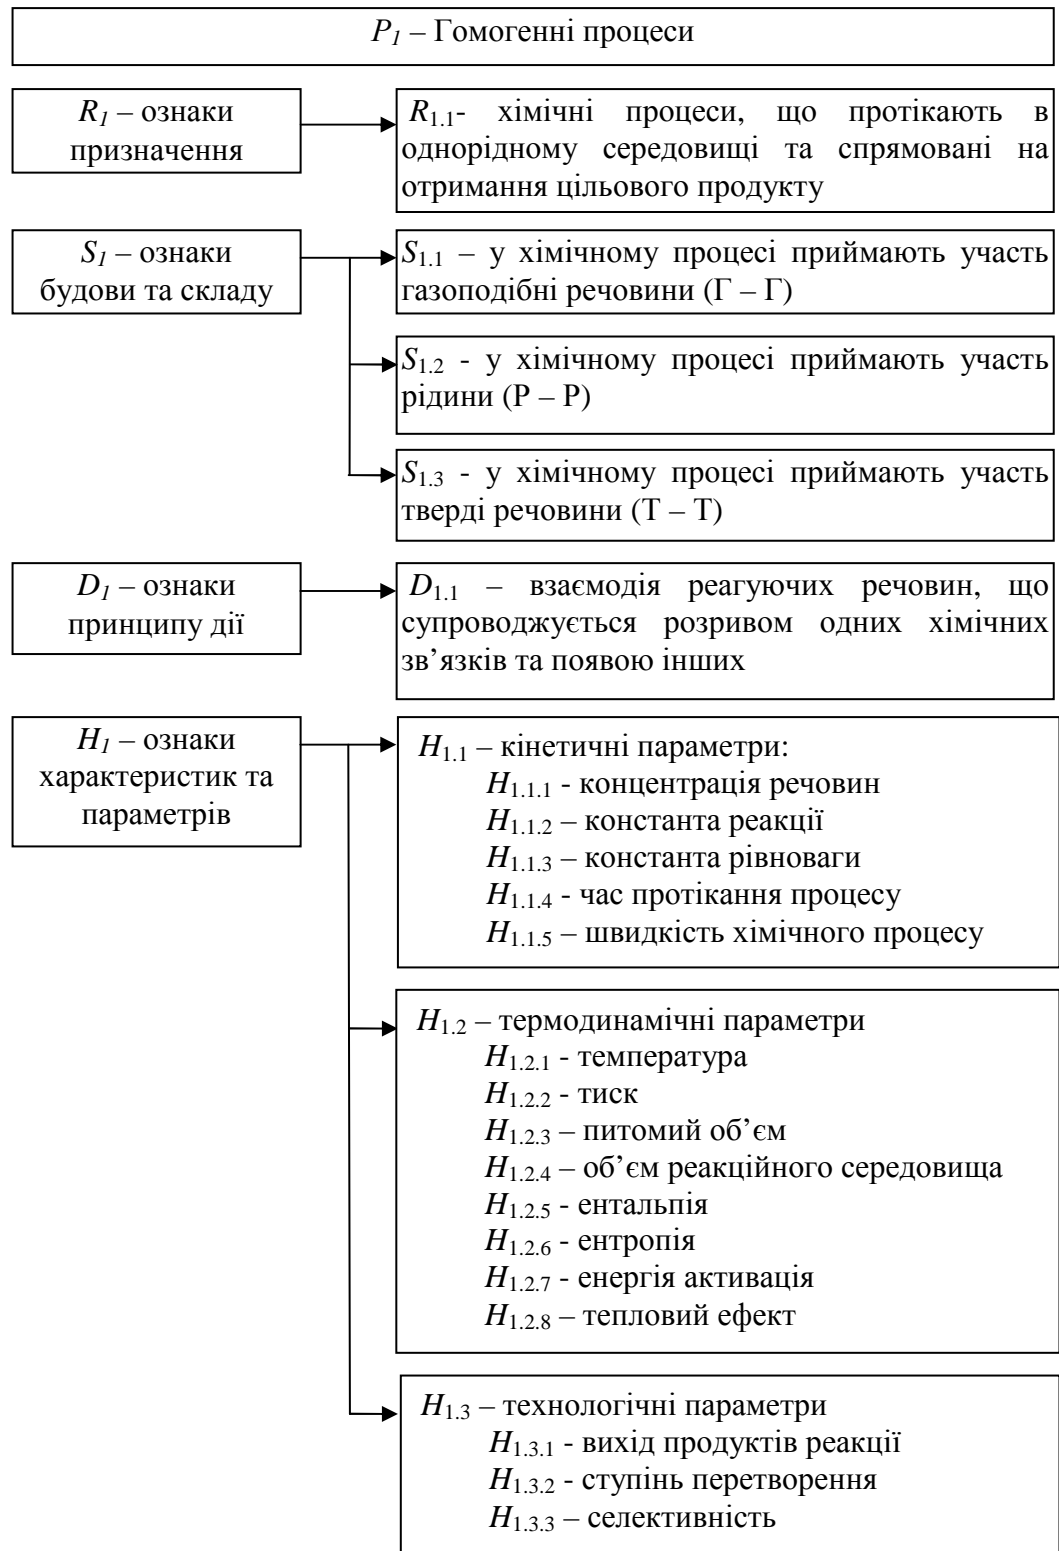 P1 – Гомогенні процеси
R1 – ознаки
призначення
R1.1- хімічні процеси, що протікають в
однорідному середовищі та спрямовані на
отримання цільового продукту
S1 – ознаки
будови та складу
S1.1 – у хімічному процесі приймають участь
газоподібні речовини (Г – Г)
S1.2 - у хімічному процесі приймають участь
рідини (Р – Р)
S1.3 - у хімічному процесі приймають участь
тверді речовини (Т – Т)
D1 – ознаки
принципу дії
D1.1 – взаємодія реагуючих речовин, що
супроводжується розривом одних хімічних
зв’язків та появою інших
H1 – ознаки
характеристик та
параметрів
H1.1 – кінетичні параметри:
H1.1.1 - концентрація речовин
H1.1.2 – константа реакції
H1.1.3 – константа рівноваги
H1.1.4 - час протікання процесу
H1.1.5 – швидкість хімічного процесу
H1.2 – термодинамічні параметри
H1.2.1 - температура
H1.2.2 - тиск
H1.2.3 – питомий об’єм
H1.2.4 – об’єм реакційного середовища
H1.2.5 - ентальпія
H1.2.6 - ентропія
H1.2.7 - енергія активація
H1.2.8 – тепловий ефект
H1.3 – технологічні параметри
H1.3.1 - вихід продуктів реакції
H1.3.2 - ступінь перетворення
H1.3.3 – селективність